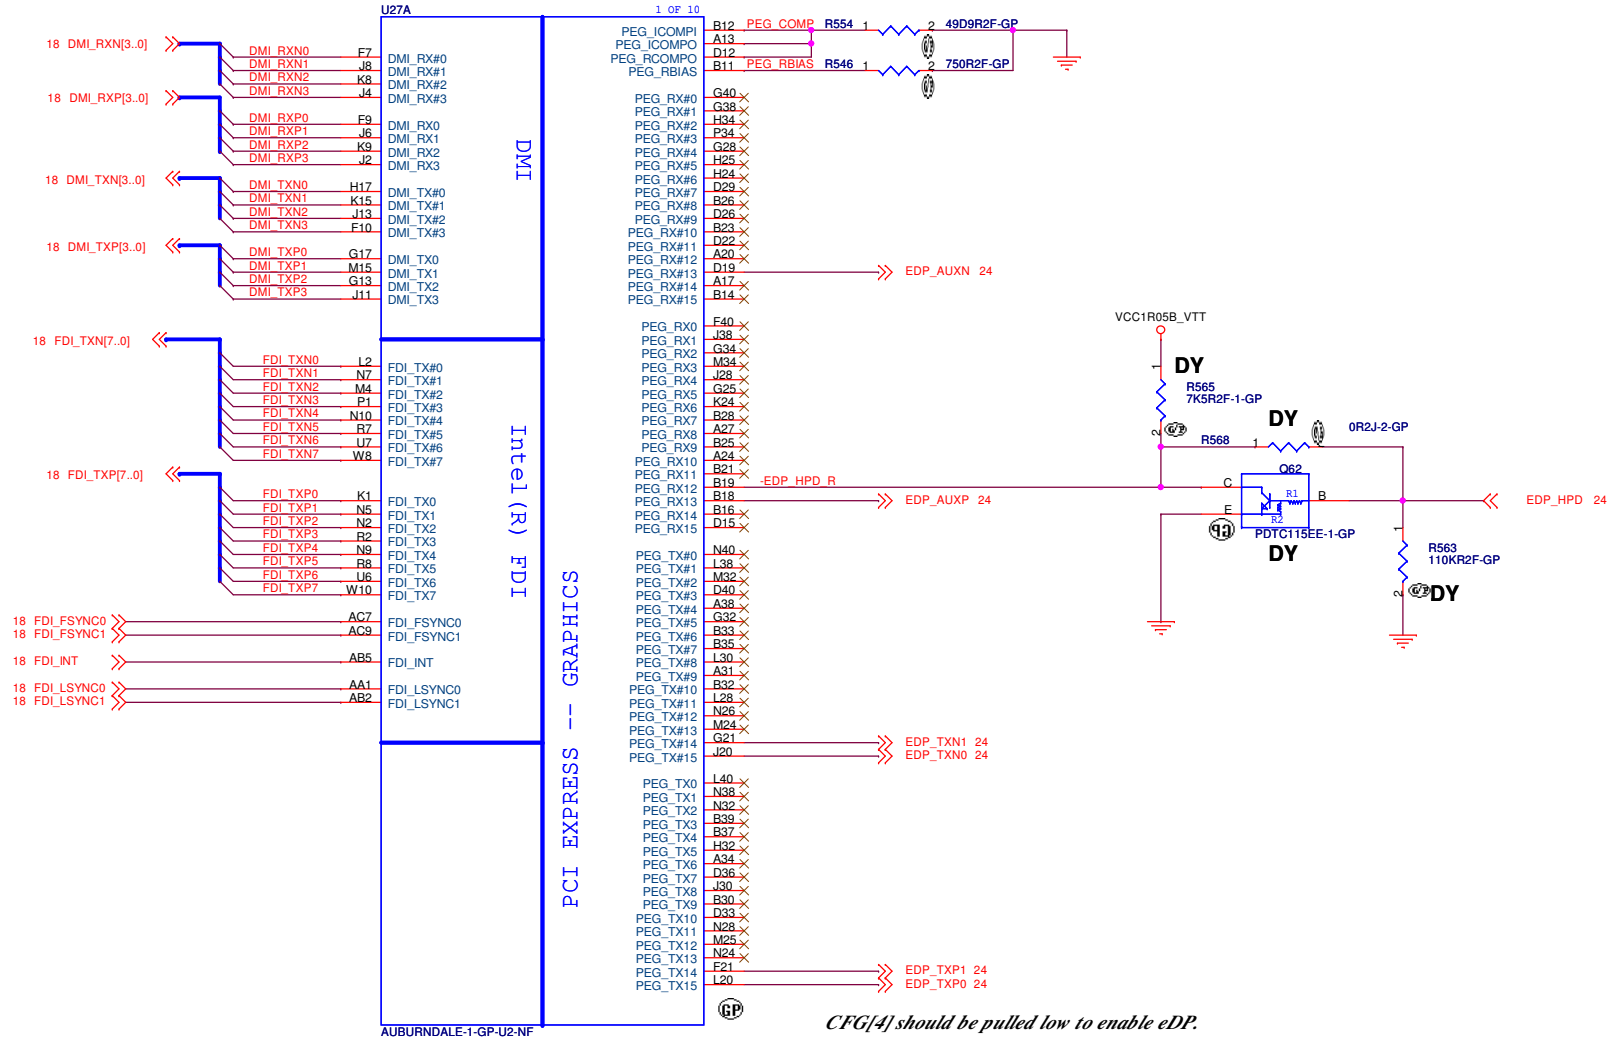 U27A
1 OF 10
18 DMI_RXN[3..0]
DMI_RXN0 F7 DMI_RX#0
DMI_RXN1 J8 DMI_RX#1
DMI_RXN2 K8 DMI_RX#2
DMI_RXN3 J4 DMI_RX#3
18 DMI_RXP[3..0]
DMI_RXP0 F9 DMI_RX0
DMI_RXP1 J6 DMI_RX1
DMI_RXP2 K9 DMI_RX2
DMI_RXP3 J2 DMI_RX3
18 DMI_TXN[3..0]
DMI_TXN0 H17 DMI_TX#0
DMI_TXN1 K15 DMI_TX#1
DMI_TXN2 J13 DMI_TX#2
DMI_TXN3 F10 DMI_TX#3
18 DMI_TXP[3..0]
DMI_TXP0 G17 DMI_TX0
DMI_TXP1 M15 DMI_TX1
DMI_TXP2 G13 DMI_TX2
DMI_TXP3 J11 DMI_TX3
DMI
18 FDI_TXN[7..0]
FDI_TXN0 L2 FDI_TX#0
FDI_TXN1 N7 FDI_TX#1
FDI_TXN2 M4 FDI_TX#2
FDI_TXN3 P1 FDI_TX#3
FDI_TXN4 N10 FDI_TX#4
FDI_TXN5 R7 FDI_TX#5
FDI_TXN6 U7 FDI_TX#6
FDI_TXN7 W8 FDI_TX#7
18 FDI_TXP[7..0]
FDI_TXP0 K1 FDI_TX0
FDI_TXP1 N5 FDI_TX1
FDI_TXP2 N2 FDI_TX2
FDI_TXP3 R2 FDI_TX3
FDI_TXP4 N9 FDI_TX4
FDI_TXP5 R8 FDI_TX5
FDI_TXP6 U6 FDI_TX6
FDI_TXP7 W10 FDI_TX7
18 FDI_FSYNC0 AC7 FDI_FSYNC0
18 FDI_FSYNC1 AC9 FDI_FSYNC1
18 FDI_INT AB5 FDI_INT
18 FDI_LSYNC0 AA1 FDI_LSYNC0
18 FDI_LSYNC1 AB2 FDI_LSYNC1
Intel(R) FDI
PCI EXPRESS -- GRAPHICS
PEG_ICOMPI B12 PEG_COMP R554 1 2 49D9R2F-GP
PEG_ICOMPO A13
PEG_RCOMPO D12
PEG_RBIAS B11 PEG_RBIAS R546 1 2 750R2F-GP
PEG_RX#0 G40
PEG_RX#1 G38
PEG_RX#2 H34
PEG_RX#3 P34
PEG_RX#4 G28
PEG_RX#5 H25
PEG_RX#6 H24
PEG_RX#7 D29
PEG_RX#8 B26
PEG_RX#9 D26
PEG_RX#10 B23
PEG_RX#11 D22
PEG_RX#12 A20
PEG_RX#13 D19 EDP_AUXN 24
PEG_RX#14 A17
PEG_RX#15 B14
PEG_RX0 F40
PEG_RX1 J38
PEG_RX2 G34
PEG_RX3 M34
PEG_RX4 J28
PEG_RX5 G25
PEG_RX6 K24
PEG_RX7 B28
PEG_RX8 A27
PEG_RX9 B25
PEG_RX10 A24
PEG_RX11 B21
PEG_RX12 B19 -EDP_HPD_R
PEG_RX13 B18 EDP_AUXP 24
PEG_RX14 B16
PEG_RX15 D15
PEG_TX#0 N40
PEG_TX#1 L38
PEG_TX#2 M32
PEG_TX#3 D40
PEG_TX#4 A38
PEG_TX#5 G32
PEG_TX#6 B33
PEG_TX#7 B35
PEG_TX#8 L30
PEG_TX#9 A31
PEG_TX#10 B32
PEG_TX#11 L28
PEG_TX#12 N26
PEG_TX#13 M24
PEG_TX#14 G21 EDP_TXN1 24
PEG_TX#15 J20 EDP_TXN0 24
PEG_TX0 L40
PEG_TX1 N38
PEG_TX2 N32
PEG_TX3 B39
PEG_TX4 B37
PEG_TX5 H32
PEG_TX6 A34
PEG_TX7 D36
PEG_TX8 J30
PEG_TX9 B30
PEG_TX10 D33
PEG_TX11 N28
PEG_TX12 M25
PEG_TX13 N24
PEG_TX14 F21 EDP_TXP1 24
PEG_TX15 L20 EDP_TXP0 24
GP
VCC1R05B_VTT
1 DY
R565
7K5R2F-1-GP
2
DY
R568 1 0R2J-2-GP
Q62
C R1 B EDP_HPD 24
E R2
PDTC115EE-1-GP
DY
1
R563
110KR2F-GP
2 DY
AUBURNDALE-1-GP-U2-NF
CFG[4] should be pulled low to enable eDP.